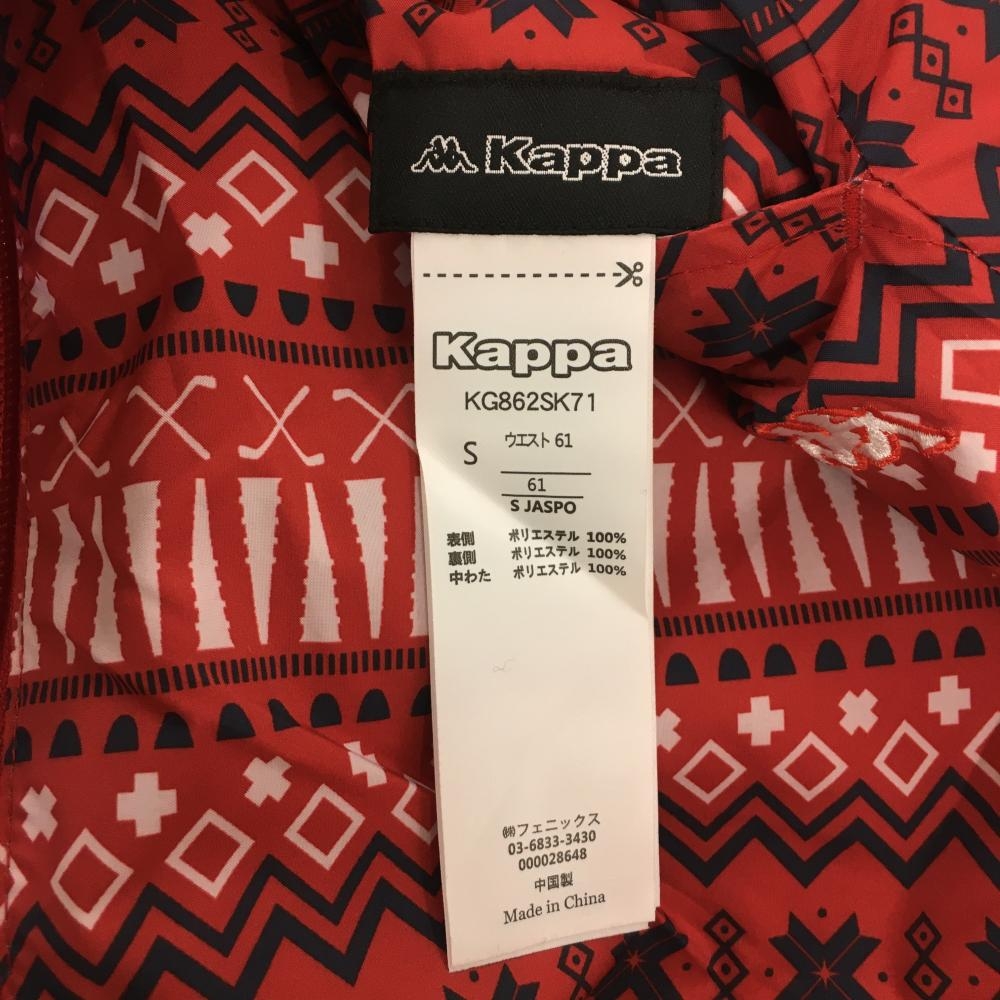 Kappa
Kappa
KG862SK71
S ウエスト 61
61
S JASPO
表側 ポリエステル 100%
裏側 ポリエステル 100%
中わた ポリエステル 100%
㈱フェニックス
03-6833-3430
000028648
中国製
Made in China